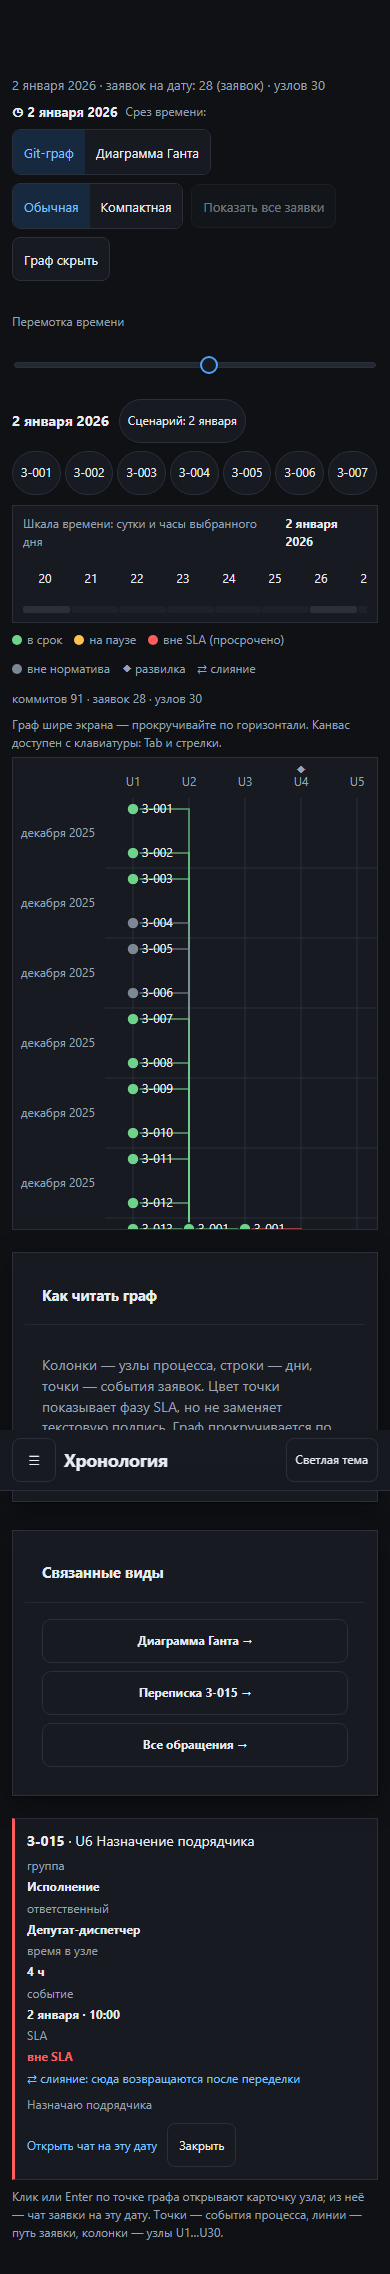 2 января 2026 · заявок на дату: 28 (заявок) · узлов 30
◷ 2 января 2026 Срез времени:
Git-граф Диаграмма Ганта
Обычная Компактная Показать все заявки
Граф скрыть
Перемотка времени
2 января 2026 Сценарий: 2 января
З-001 З-002 З-003 З-004 З-005 З-006 З-007
Шкала времени: сутки и часы выбранного
дня
2 января
2026
20 21 22 23 24 25 26 2
в срок на паузе вне SLA (просрочено)
вне норматива ◆ развилка ⇄ слияние
коммитов 91 · заявок 28 · узлов 30
Граф шире экрана — прокручивайте по горизонтали. Канвас
доступен с клавиатуры: Tab и стрелки.
◆
U1 U2 U3 U4 U5
З-001
декабря 2025
З-002
З-003
декабря 2025
З-004
З-005
декабря 2025
З-006
З-007
декабря 2025
З-008
З-009
декабря 2025
З-010
З-011
декабря 2025
З-012
З-013 З-001 З-001
Как читать граф
Колонки — узлы процесса, строки — дни,
точки — события заявок. Цвет точки
показывает фазу SLA, но не заменяет
текстовую подпись. Граф прокручивается по
☰ Хронология Светлая тема
Связанные виды
Диаграмма Ганта →
Переписка З-015 →
Все обращения →
З-015 · U6 Назначение подрядчика
группа
Исполнение
ответственный
Депутат-диспетчер
время в узле
4 ч
событие
2 января · 10:00
SLA
вне SLA
⇄ слияние: сюда возвращаются после переделки
Назначаю подрядчика
Открыть чат на эту дату Закрыть
Клик или Enter по точке графа открывают карточку узла; из неё
— чат заявки на эту дату. Точки — события процесса, линии —
путь заявки, колонки — узлы U1…U30.